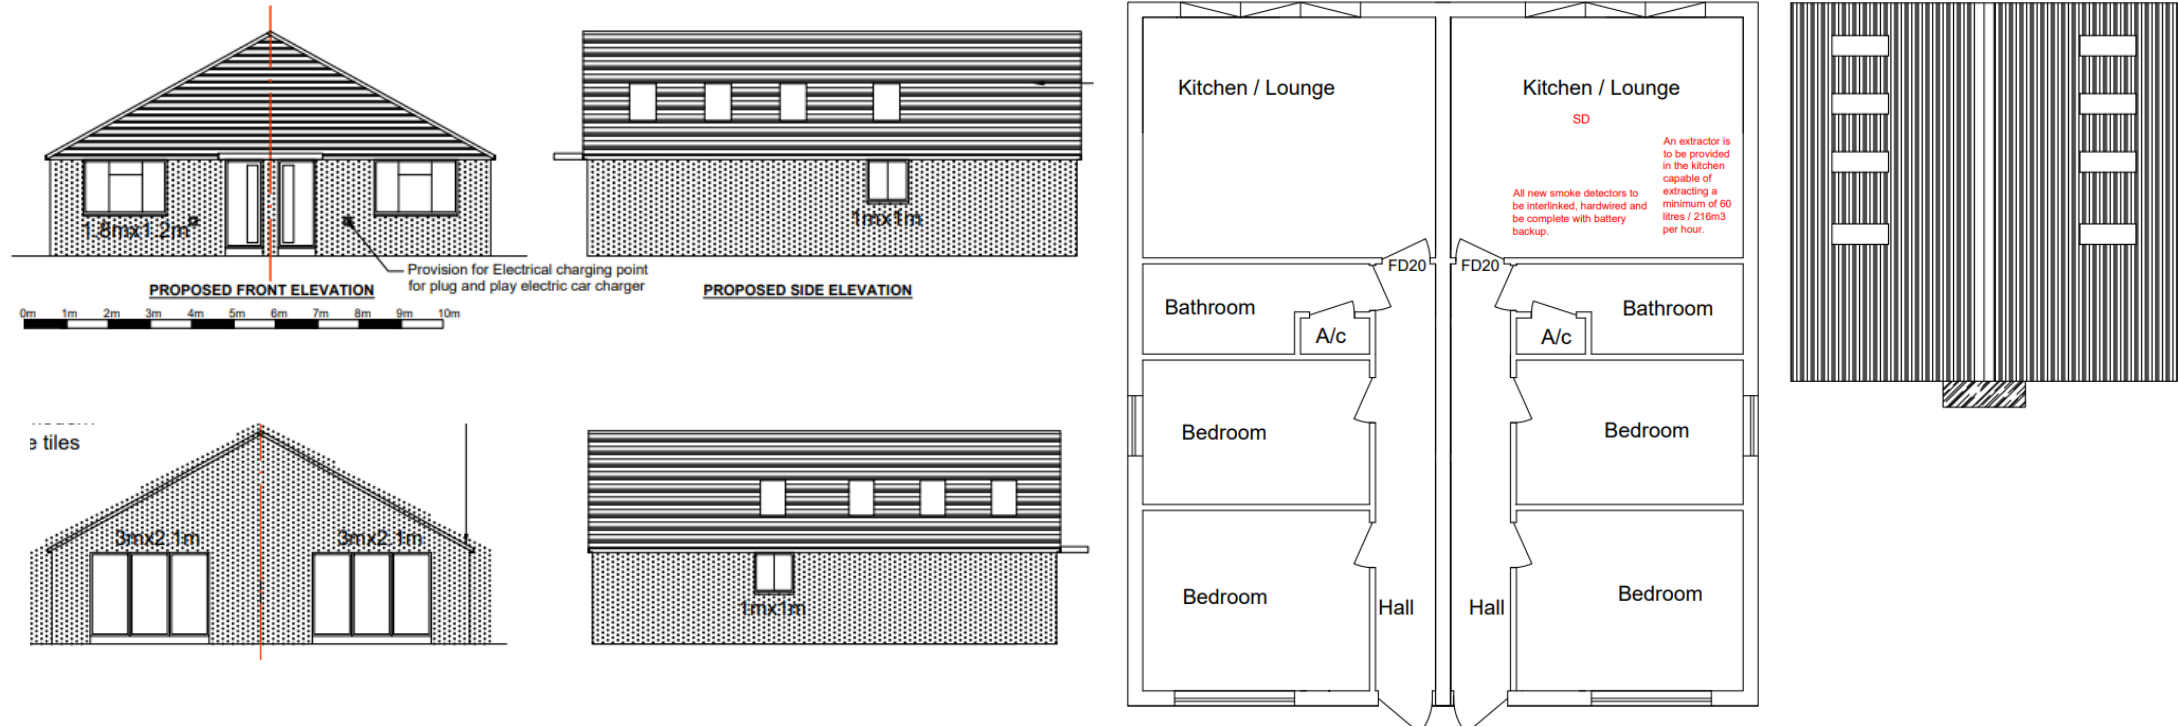 1.8mx1.2m
Provision for Electrical charging point
for plug and play electric car charger
PROPOSED FRONT ELEVATION
0m 1m 2m 3m 4m 5m 6m 7m 8m 9m 10m
1mx1m
PROPOSED SIDE ELEVATION
e tiles
3mx2.1m
3mx2.1m
1mx1m
Kitchen / Lounge
Kitchen / Lounge
SD
An extractor is
to be provided
in the kitchen
capable of
extracting a
minimum of 60
litres / 216m3
per hour.
All new smoke detectors to
be interlinked, hardwired and
be complete with battery
backup.
FD20
FD20
Bathroom
Bathroom
A/c
A/c
Bedroom
Bedroom
Bedroom
Bedroom
Hall
Hall